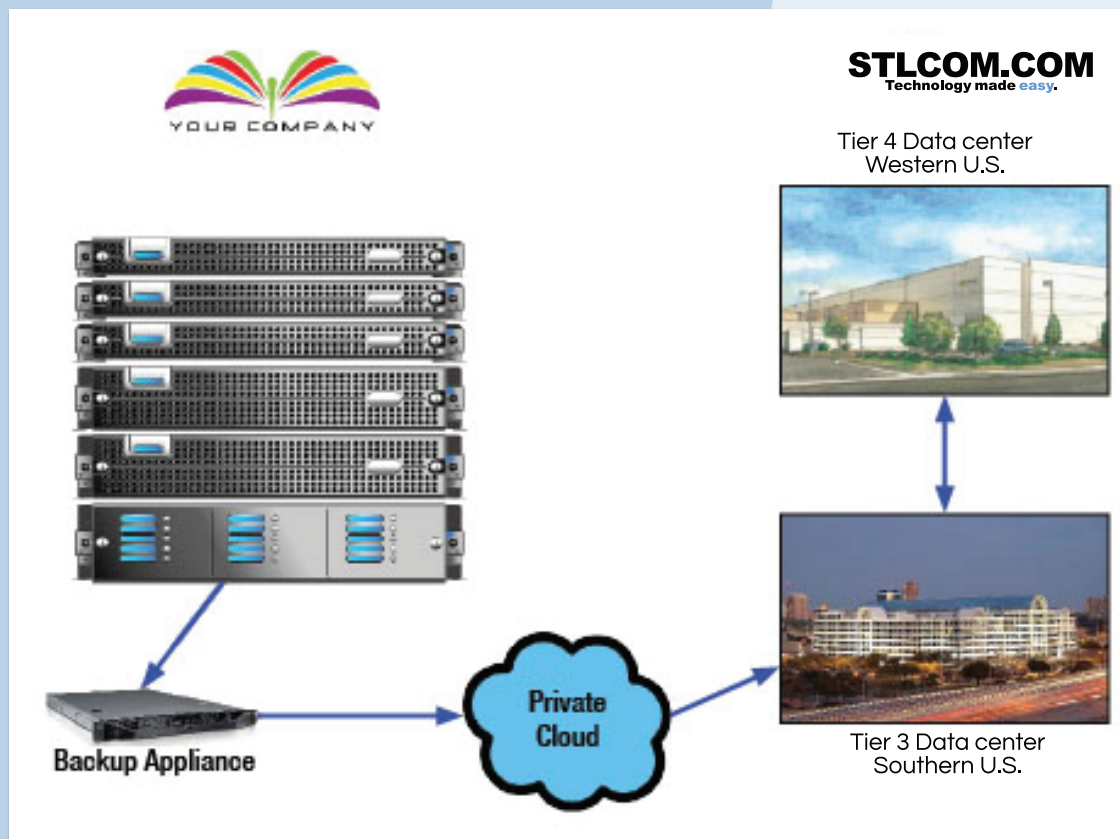 YOUR COMPANY
STLCOM.COM
Technology made easy.
Tier 4 Data center
Western U.S.
Private
Cloud
Backup Appliance
Tier 3 Data center
Southern U.S.